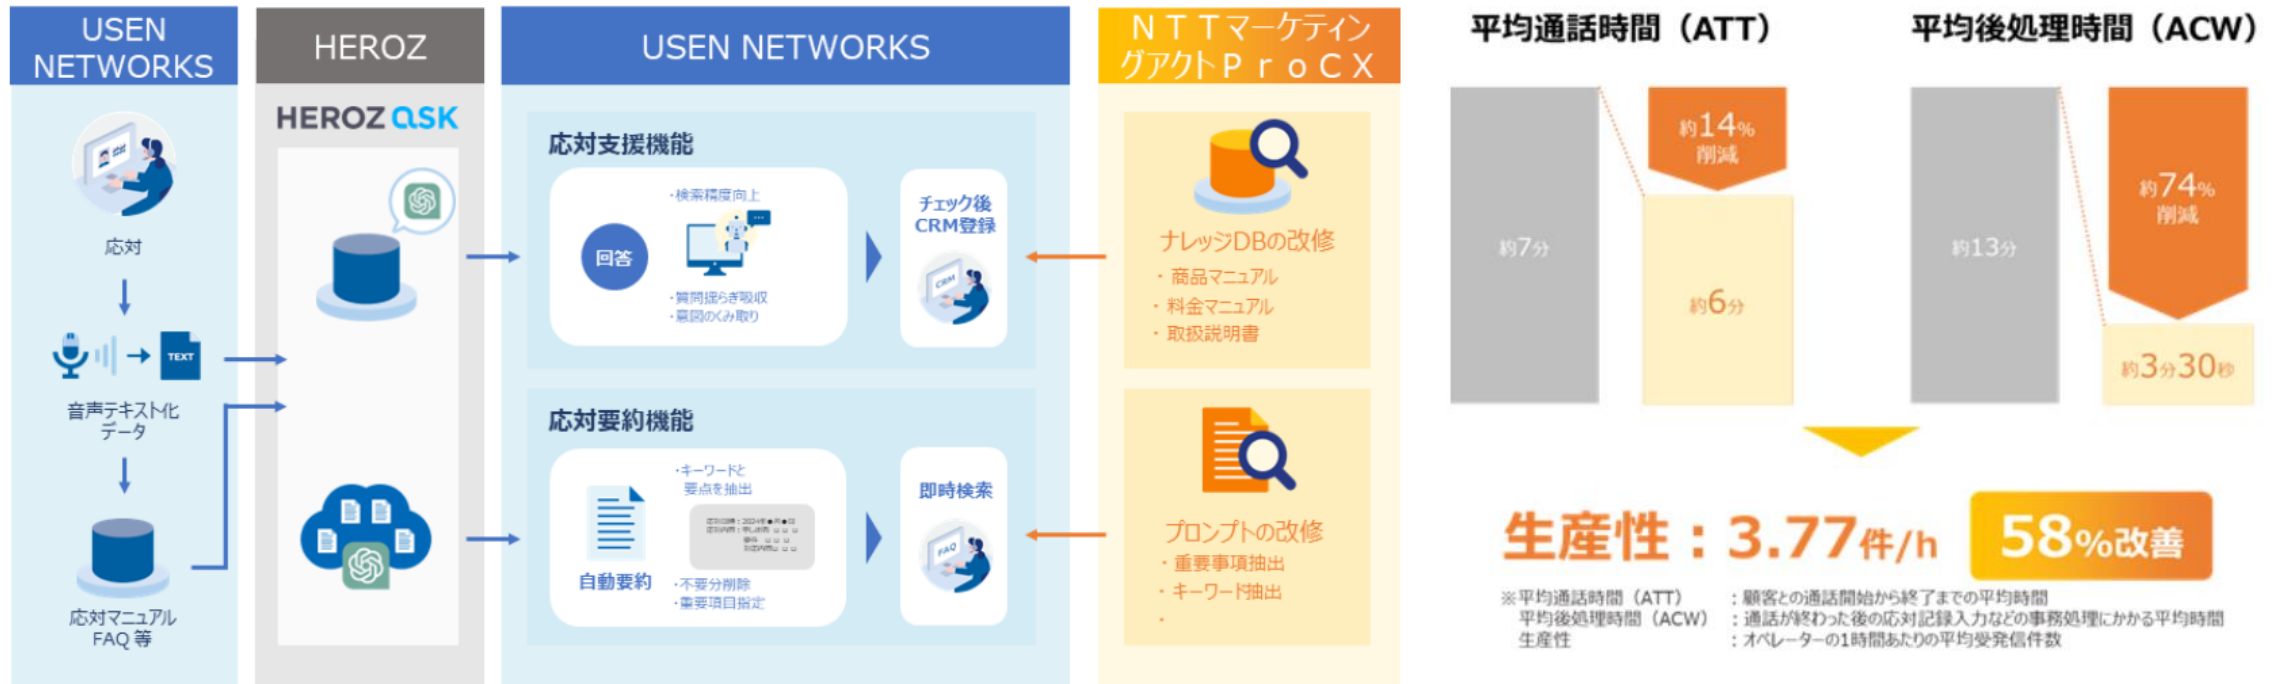 USEN
NETWORKS
応対
TEXT
音声テキスト化
データ
応対マニュアル
FAQ 等
HEROZ
HEROZ ASK
USEN NETWORKS
応対支援機能
回答
・検索精度向上
・質問揺らぎ吸収
・意図のくみ取り
チェック後
CRM登録
CRM
応対要約機能
自動要約
・キーワードと
要点を抽出
・不要分削除
・重要項目指定
即時検索
FAQ
NTTマーケティン
グアクトProCX
ナレッジDBの改修
・商品マニュアル
・料金マニュアル
・取扱説明書
プロンプトの改修
・重要事項抽出
・キーワード抽出
・
平均通話時間（ATT）
約7分
約14%
削減
約6分
平均後処理時間（ACW）
約13分
約74%
削減
約3分30秒
生産性：3.77件/h
58%改善
※平均通話時間（ATT）：顧客との通話開始から終了までの平均時間
平均後処理時間（ACW）：通話が終わった後の応対記録入力などの事務処理にかかる平均時間
生産性：オペレーターの1時間あたりの平均受発信件数